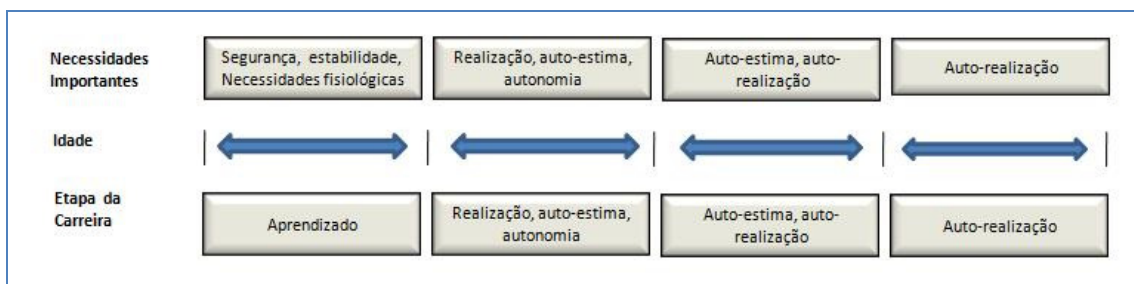 Necessidades
Importantes
Segurança, estabilidade,
Necessidades fisiológicas
Realização, auto-estima,
autonomia
Auto-estima, auto-
realização
Auto-realização
Idade
Etapa da
Carreira
Aprendizado
Realização, auto-estima,
autonomia
Auto-estima, auto-
realização
Auto-realização